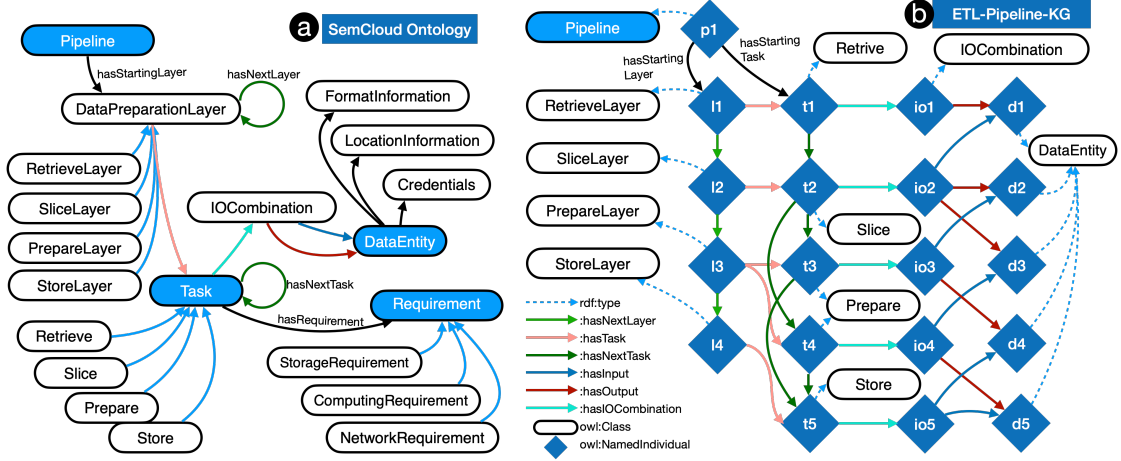 a
SemCloud Ontology
Pipeline
hasStartingLayer
hasNextLayer
DataPreparationLayer
FormatInformation
LocationInformation
RetrieveLayer
Credentials
SliceLayer
IOCombination
PrepareLayer
DataEntity
StoreLayer
Task
hasNextTask
Requirement
hasRequirement
Retrieve
StorageRequirement
Slice
ComputingRequirement
Prepare
Store
NetworkRequirement
b
ETL-Pipeline-KG
Pipeline
p1
hasStarting
Task
Retrive
IOCombination
hasStarting
Layer
RetrieveLayer
l1
t1
io1
d1
SliceLayer
DataEntity
l2
t2
io2
d2
PrepareLayer
Slice
StoreLayer
l3
t3
io3
d3
rdf:type
Prepare
:hasNextLayer
:hasTask
l4
t4
io4
d4
:hasNextTask
:hasInput
Store
:hasOutput
:hasIOCombination
t5
io5
d5
owl:Class
owl:NamedIndividual